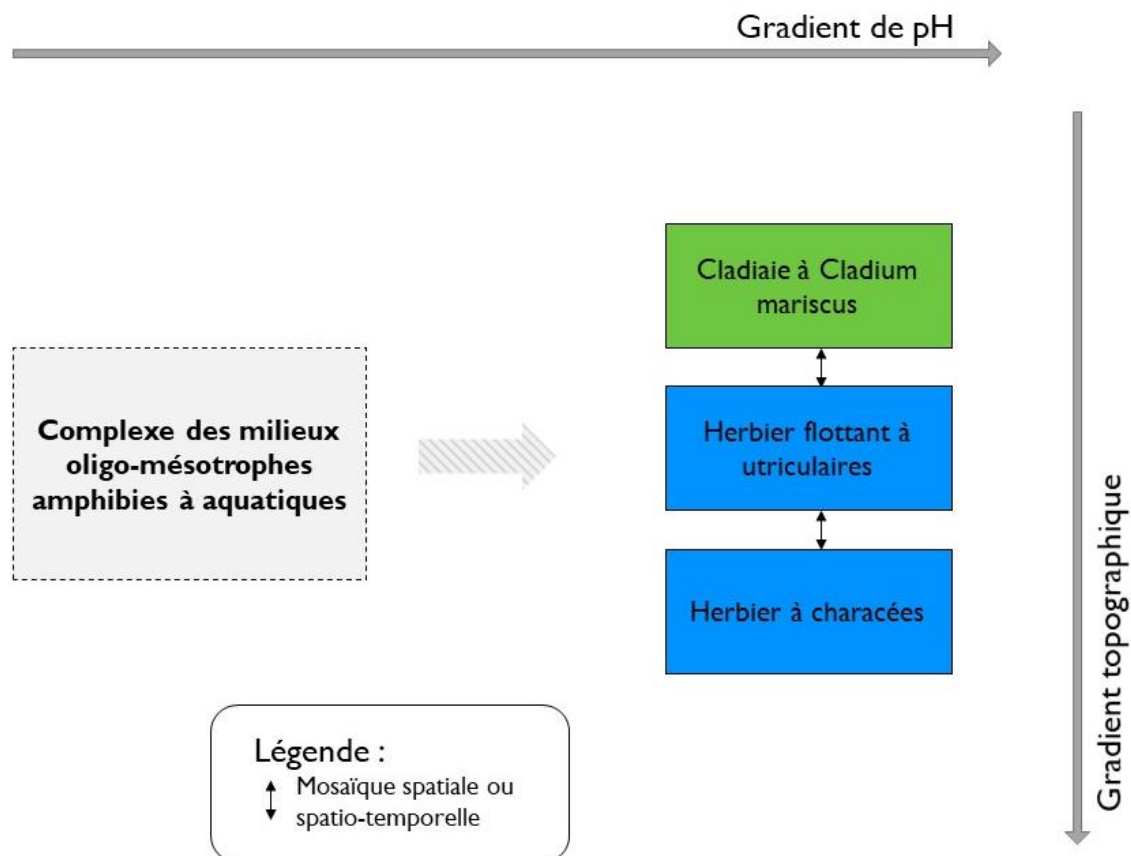 Gradient de pH
Cladiaie à Cladium
mariscus
Complexe des milieux
oligo-mésotrophes
amphibies à aquatiques
Herbier flottant à
utriculaires
Herbier à characées
Gradient topographique
Légende :
Mosaïque spatiale ou
spatio-temporelle